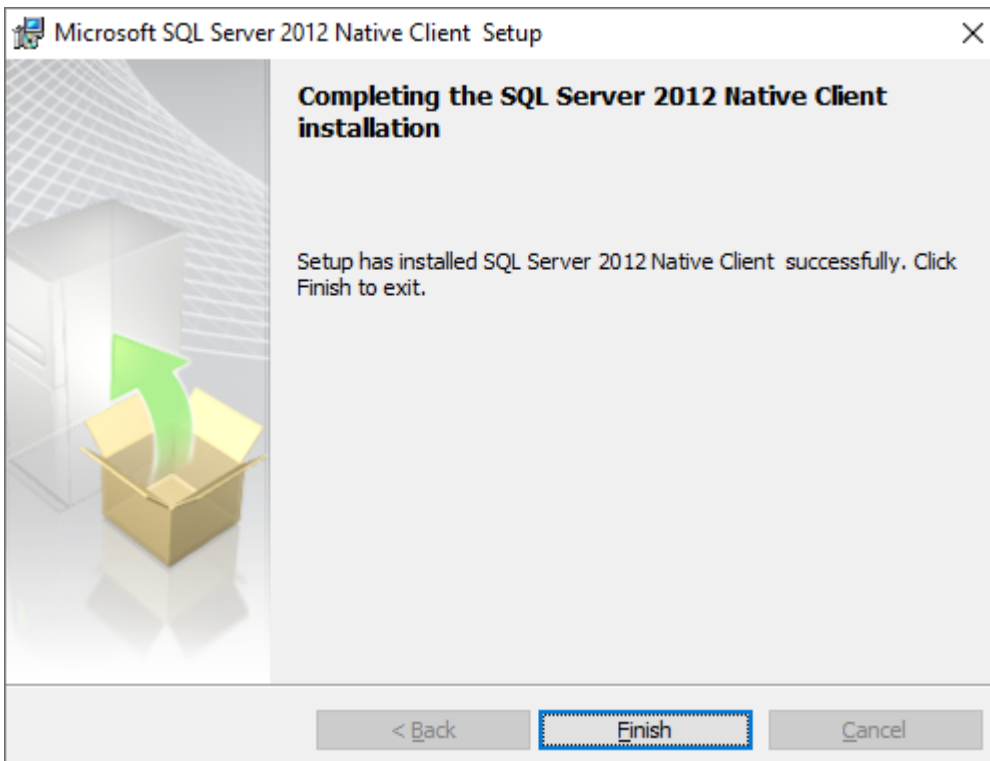 Microsoft SQL Server 2012 Native Client  Setup
Completing the SQL Server 2012 Native Client
installation
Setup has installed SQL Server 2012 Native Client  successfully. Click
Finish to exit.
< Back
Finish
Cancel